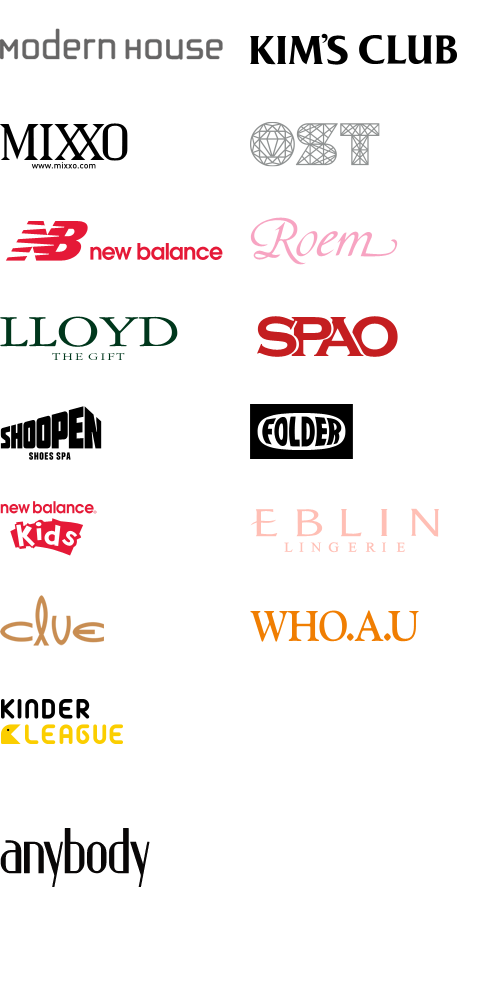 Modern House
KIM'S CLUB
MIXXO
www.mixxo.com
OST
NB new balance
Roem
LLOYD
THE GIFT
SPAO
SHOOPEN
SHOES SPA
FOLDER
new balance
Kids
EBLIN
LINGERIE
clue
WHO.A.U
KINDER
LEAGUE
anybody